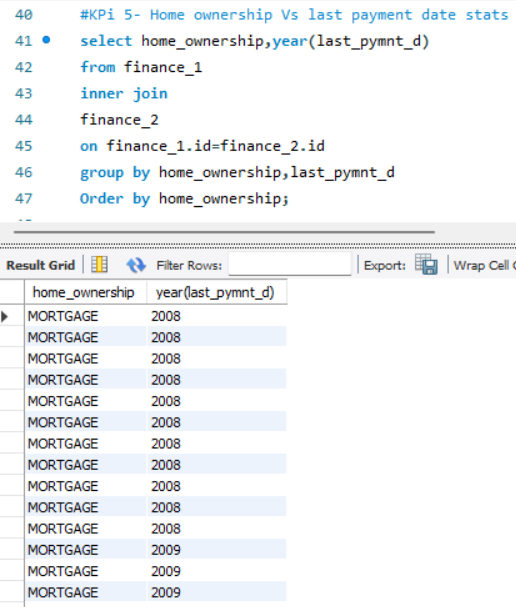 40 #KPi 5- Home ownership Vs last payment date stats
41 select home_ownership,year(last_pymnt_d)
42 from finance_1
43 inner join
44 finance_2
45 on finance_1.id=finance_2.id
46 group by home_ownership,last_pymnt_d
47 Order by home_ownership;
Result Grid Filter Rows: Export: Wrap Cell C
home_ownership year(last_pymnt_d)
MORTGAGE 2008
MORTGAGE 2008
MORTGAGE 2008
MORTGAGE 2008
MORTGAGE 2008
MORTGAGE 2008
MORTGAGE 2008
MORTGAGE 2008
MORTGAGE 2008
MORTGAGE 2008
MORTGAGE 2008
MORTGAGE 2009
MORTGAGE 2009
MORTGAGE 2009